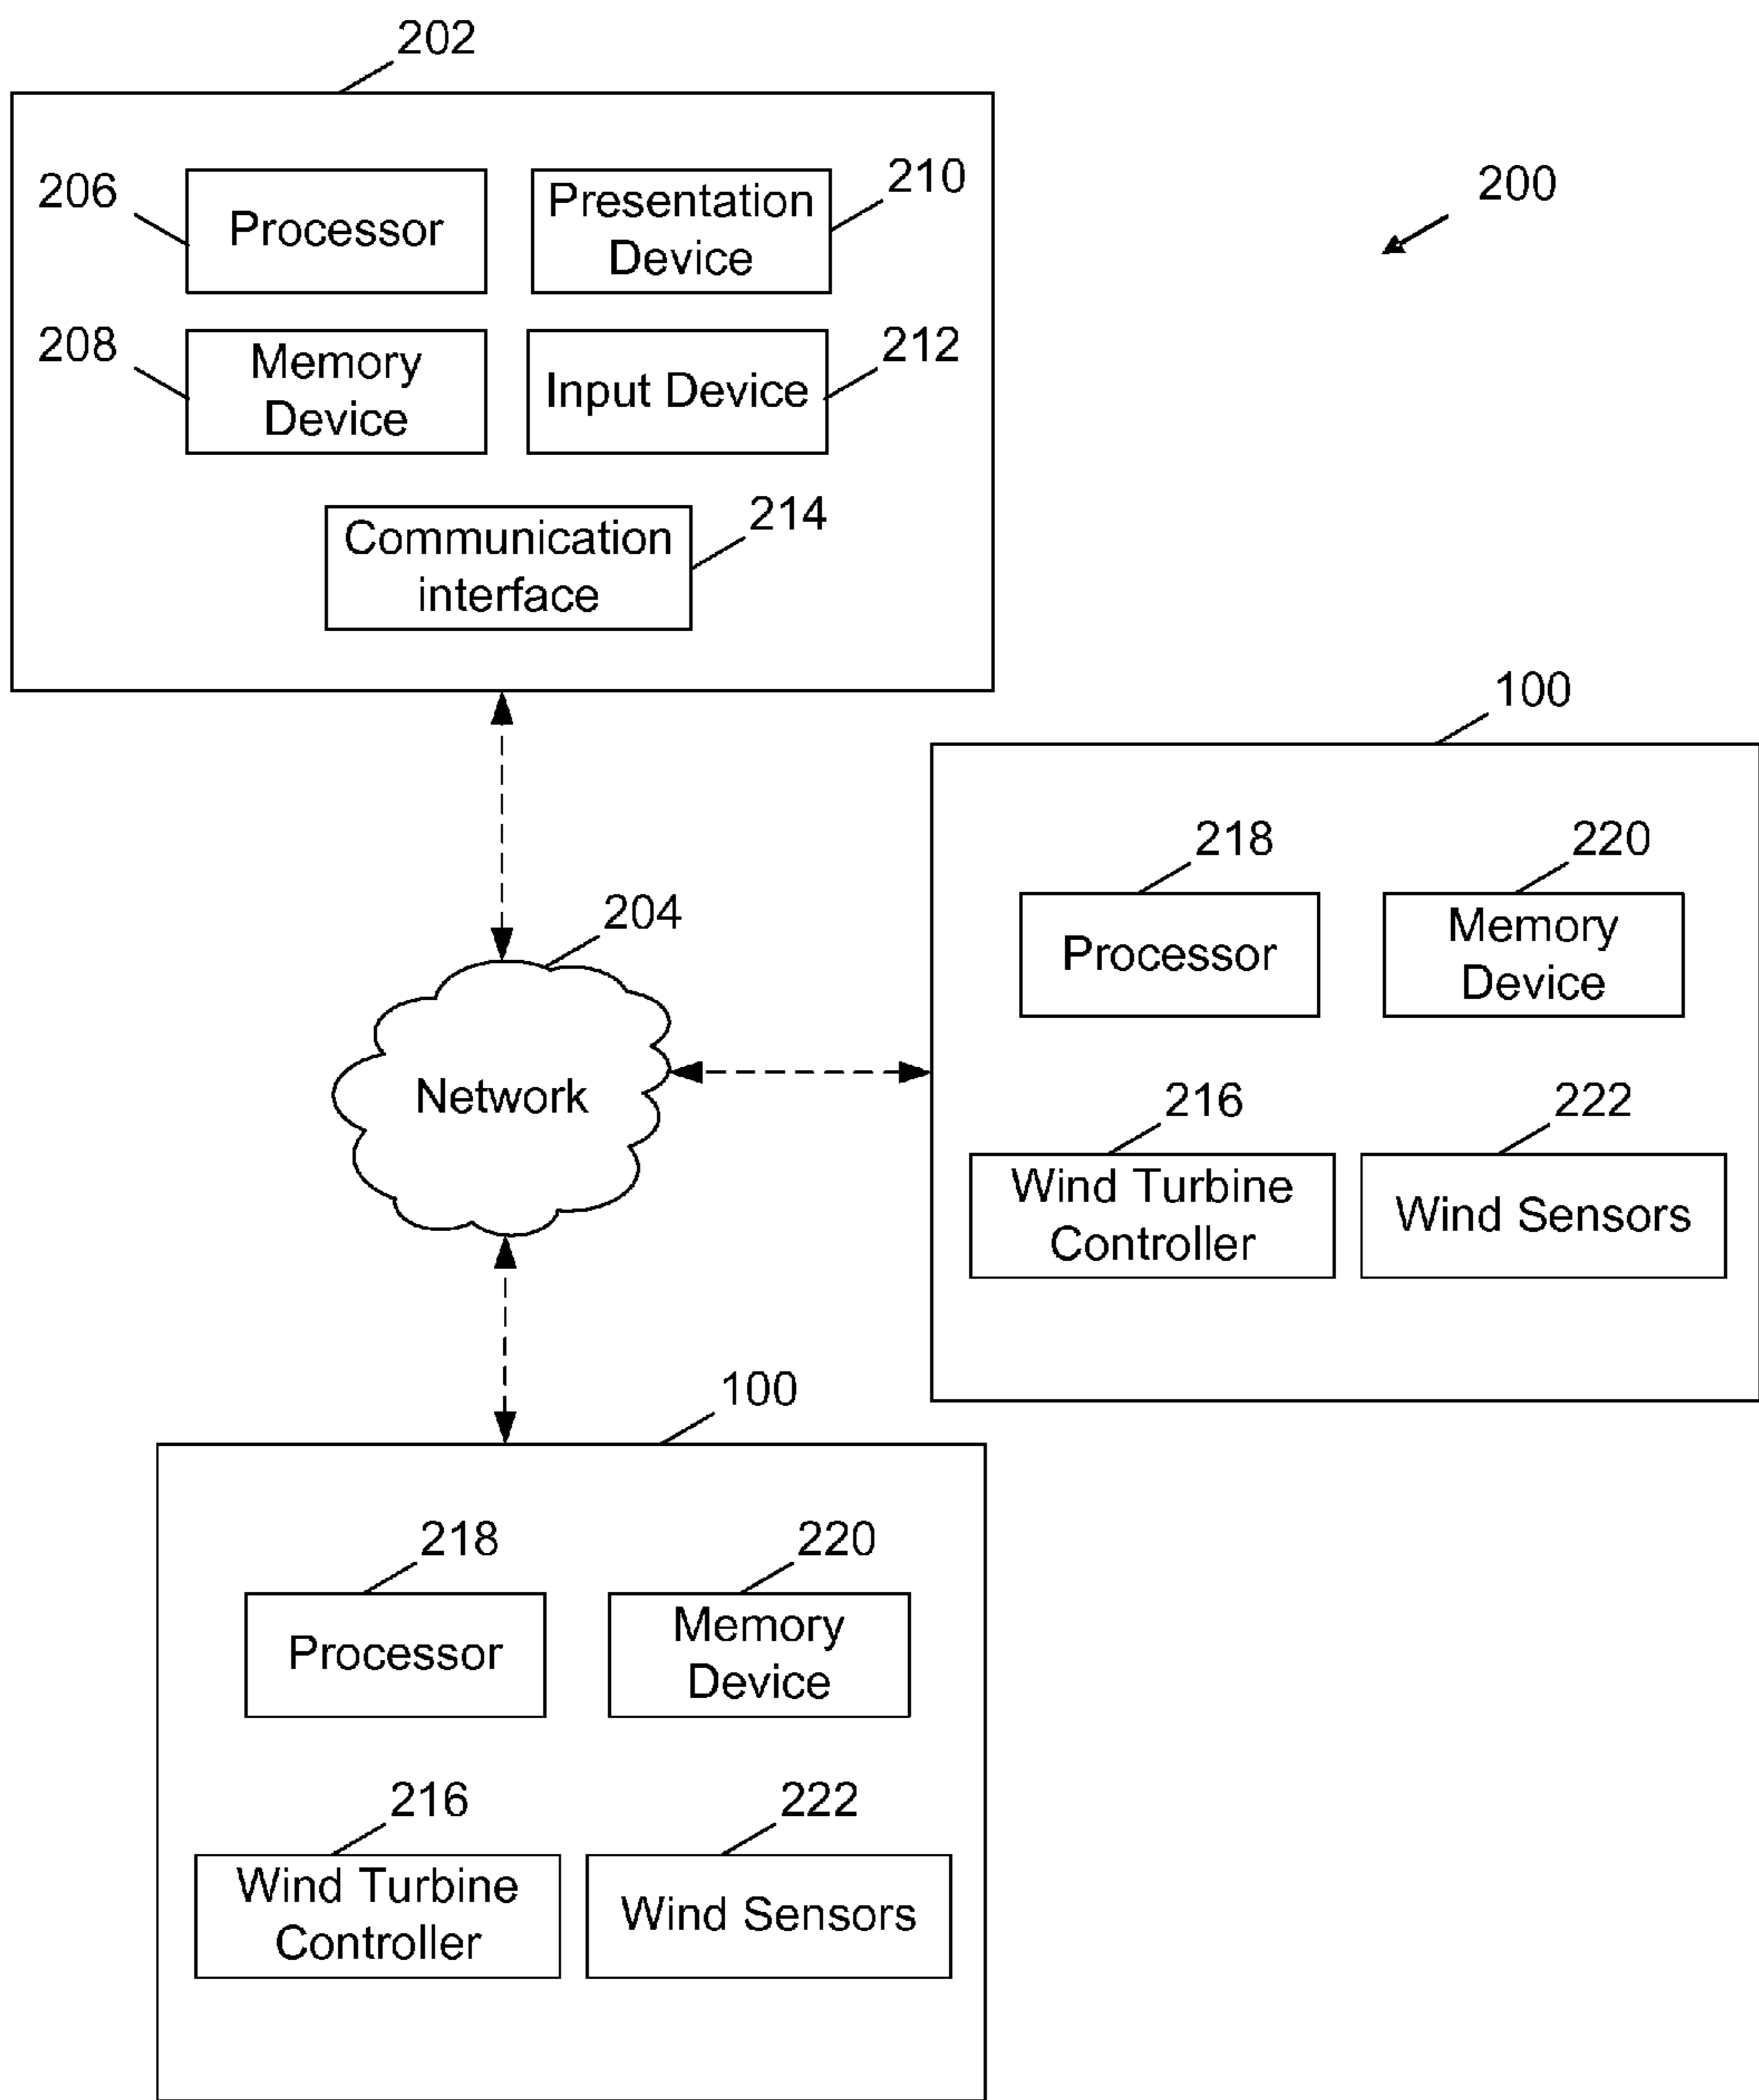 202
206
Processor
Presentation
Device
210
200
208
Memory
Device
Input Device
212
Communication
interface
214
100
218
Processor
220
Memory
Device
204
Network
216
Wind Turbine
Controller
222
Wind Sensors
100
218
Processor
220
Memory
Device
216
Wind Turbine
Controller
222
Wind Sensors